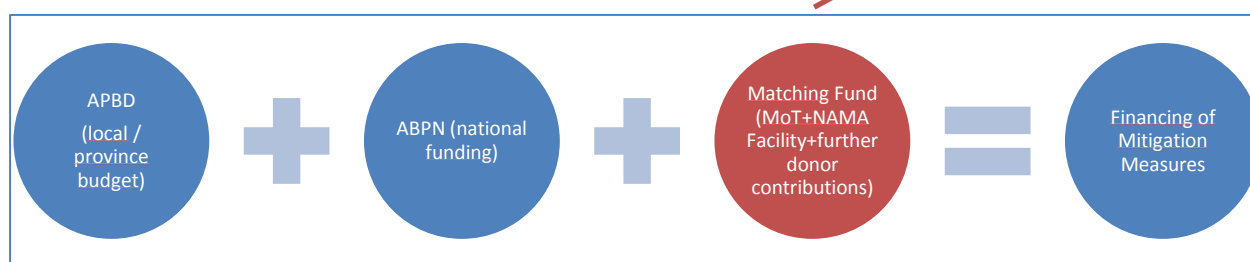 APBD
(local /
province
budget)
ABPN (national
funding)
Matching Fund
(MoT+NAMA
Facility+further
donor
contributions)
Financing of
Mitigation
Measures